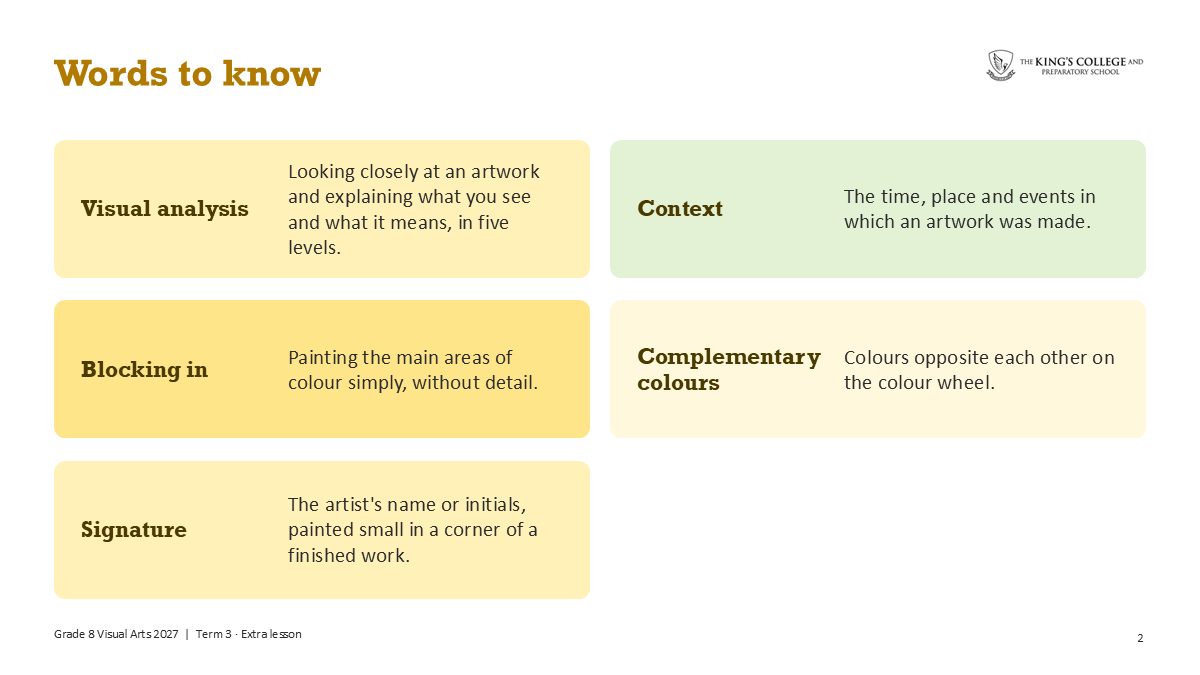 Words to know
THE KING'S COLLEGE AND
PREPARATORY SCHOOL
Visual analysis
Looking closely at an artwork
and explaining what you see
and what it means, in five
levels.
Context
The time, place and events in
which an artwork was made.
Blocking in
Painting the main areas of
colour simply, without detail.
Complementary
colours
Colours opposite each other on
the colour wheel.
Signature
The artist's name or initials,
painted small in a corner of a
finished work.
Grade 8 Visual Arts 2027 | Term 3 · Extra lesson
2